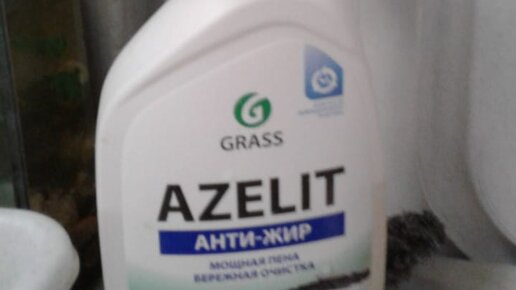 GRASS
AZELIT
АНТИ-ЖИР
МОЩНАЯ ПЕНА
БЕРЕЖНАЯ ОЧИСТКА